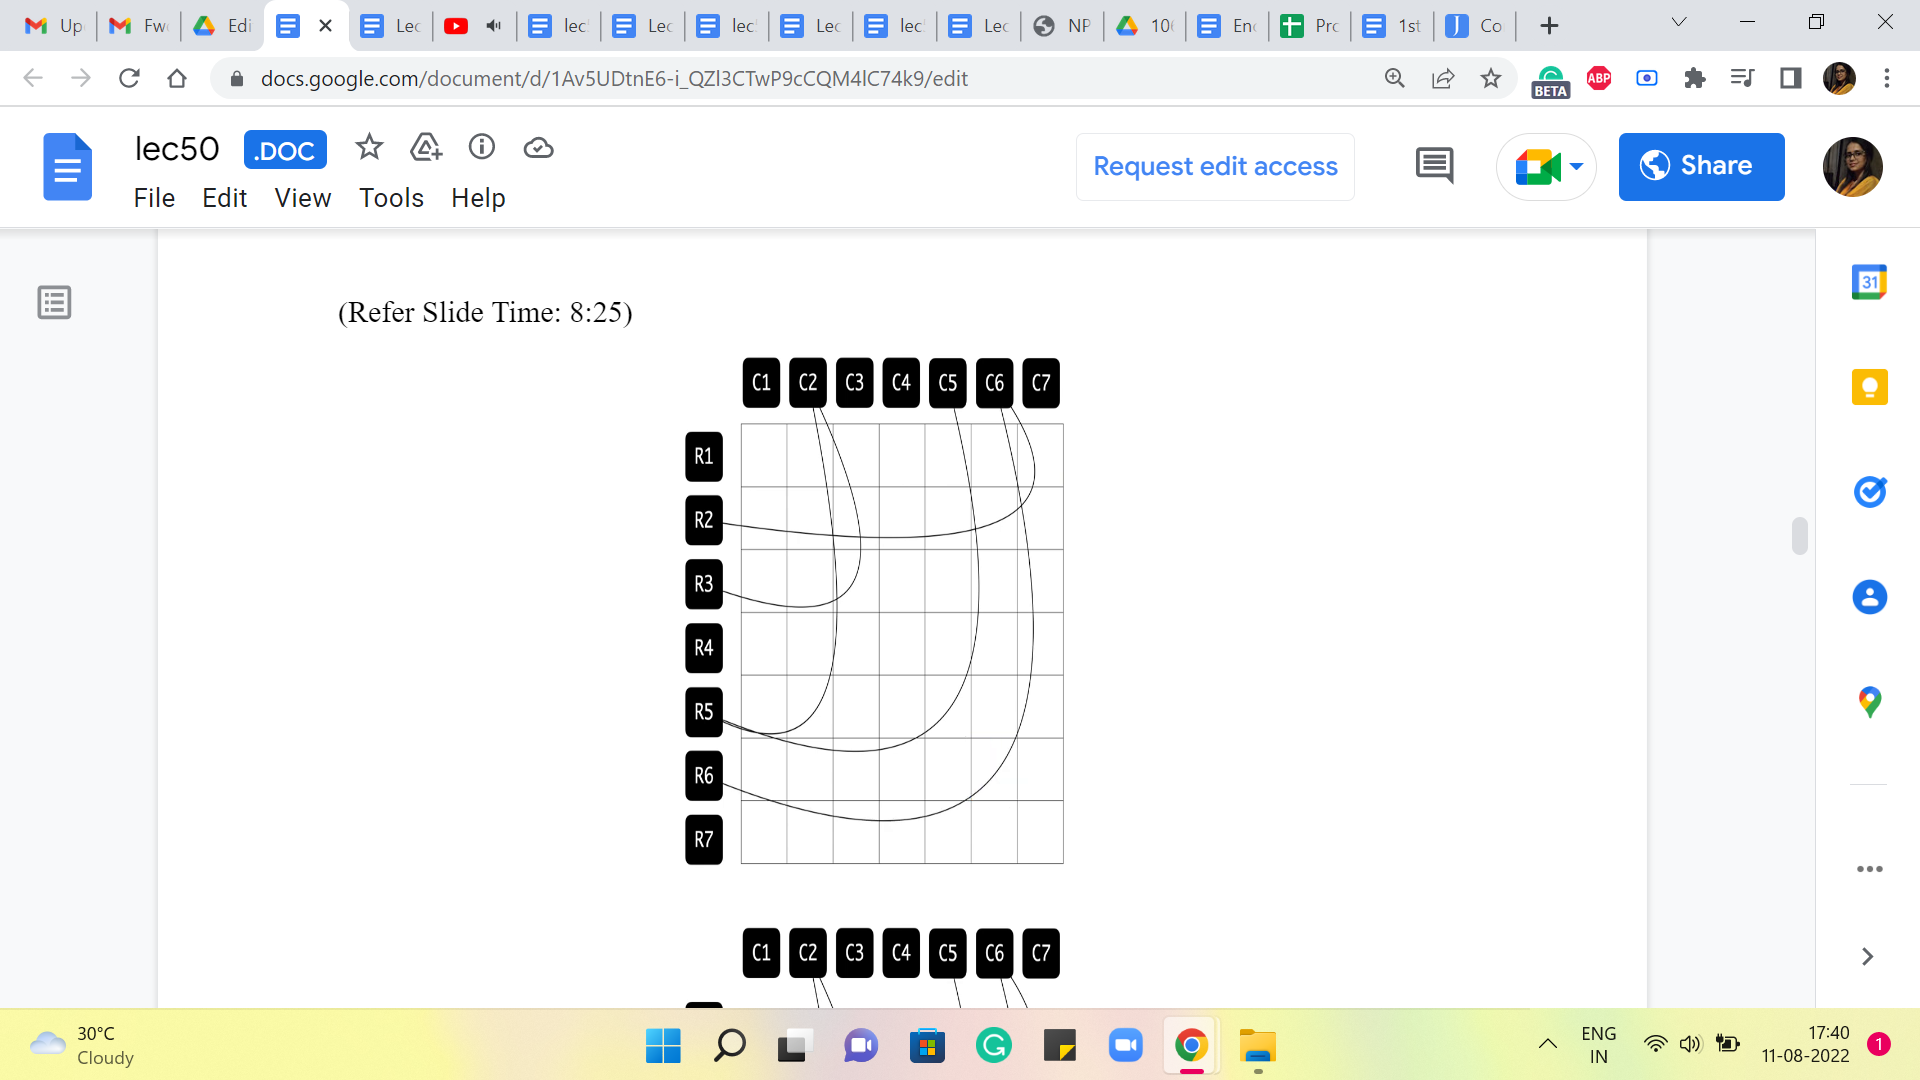 Up Fwd Edi Lec lec Lec lec Lec lec Lec NP 10 End Pro 1st Co
docs.google.com/document/d/1Av5UDtnE6-i_QZl3CTwP9cCQM4lC74k9/edit
ABP BETA
lec50 .DOC
File Edit View Tools Help
Request edit access
Share
31
(Refer Slide Time: 8:25)
C1 C2 C3 C4 C5 C6 C7
R1
R2
R3
R4
R5
R6
R7
C1 C2 C3 C4 C5 C6 C7
30°C
Cloudy
ENG
IN
17:40
11-08-2022
1